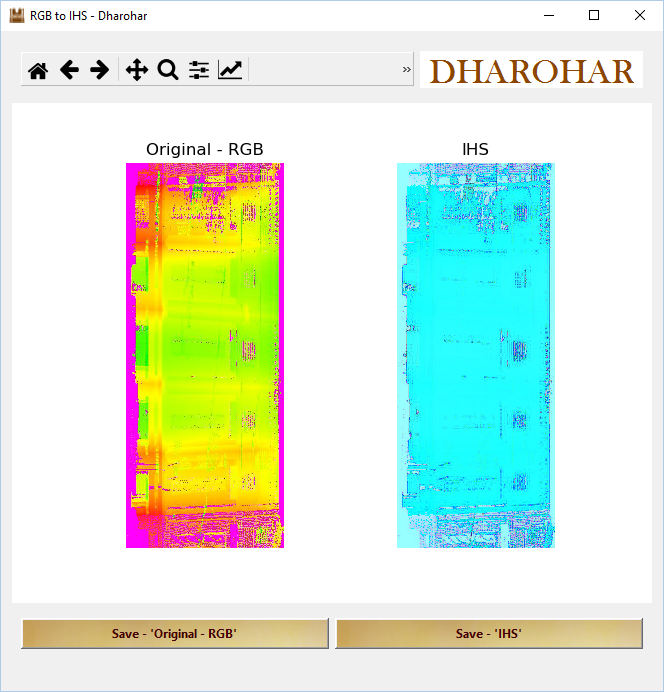 RGB to IHS - Dharohar
»
DHAROHAR
Original - RGB
IHS
Save - 'Original - RGB'
Save - 'IHS'